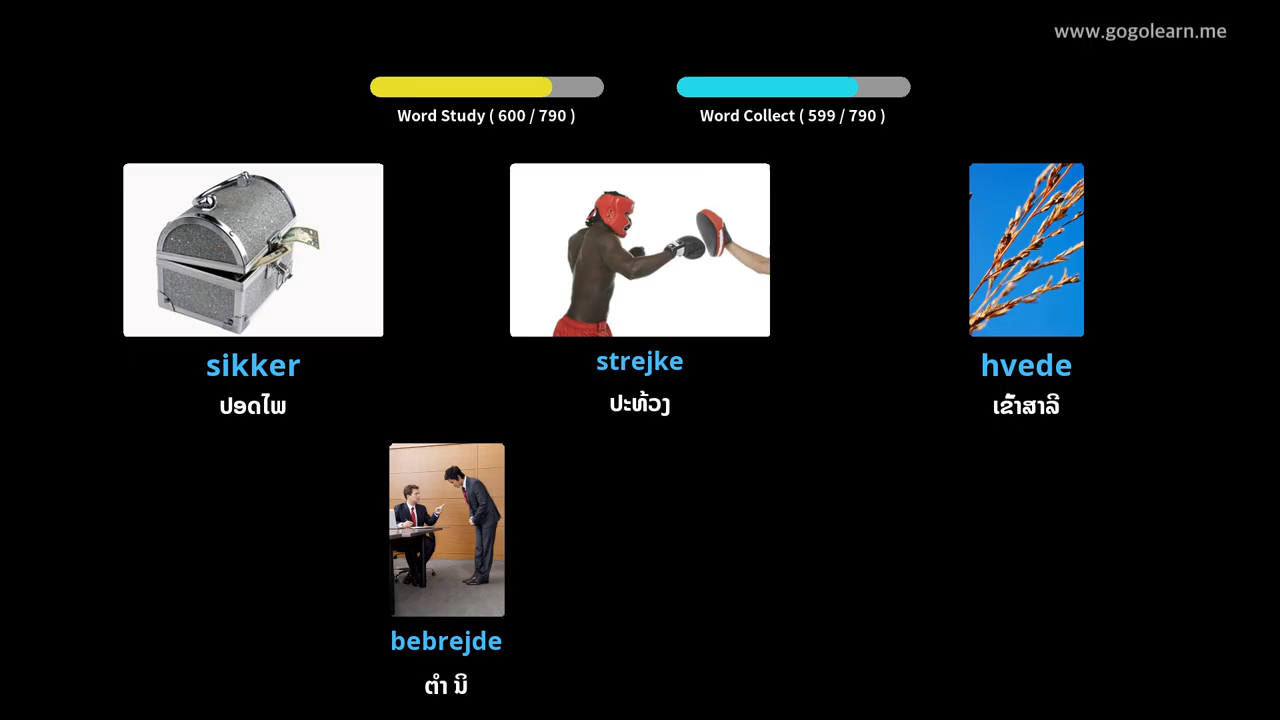 www.gogolearn.me
Word Study ( 600 / 790 )
Word Collect ( 599 / 790 )
sikker
ປອດໄພ
strejke
ປະທ້ວງ
hvede
ເຂົ້າສາລີ
bebrejde
ຕໍາ ນິ